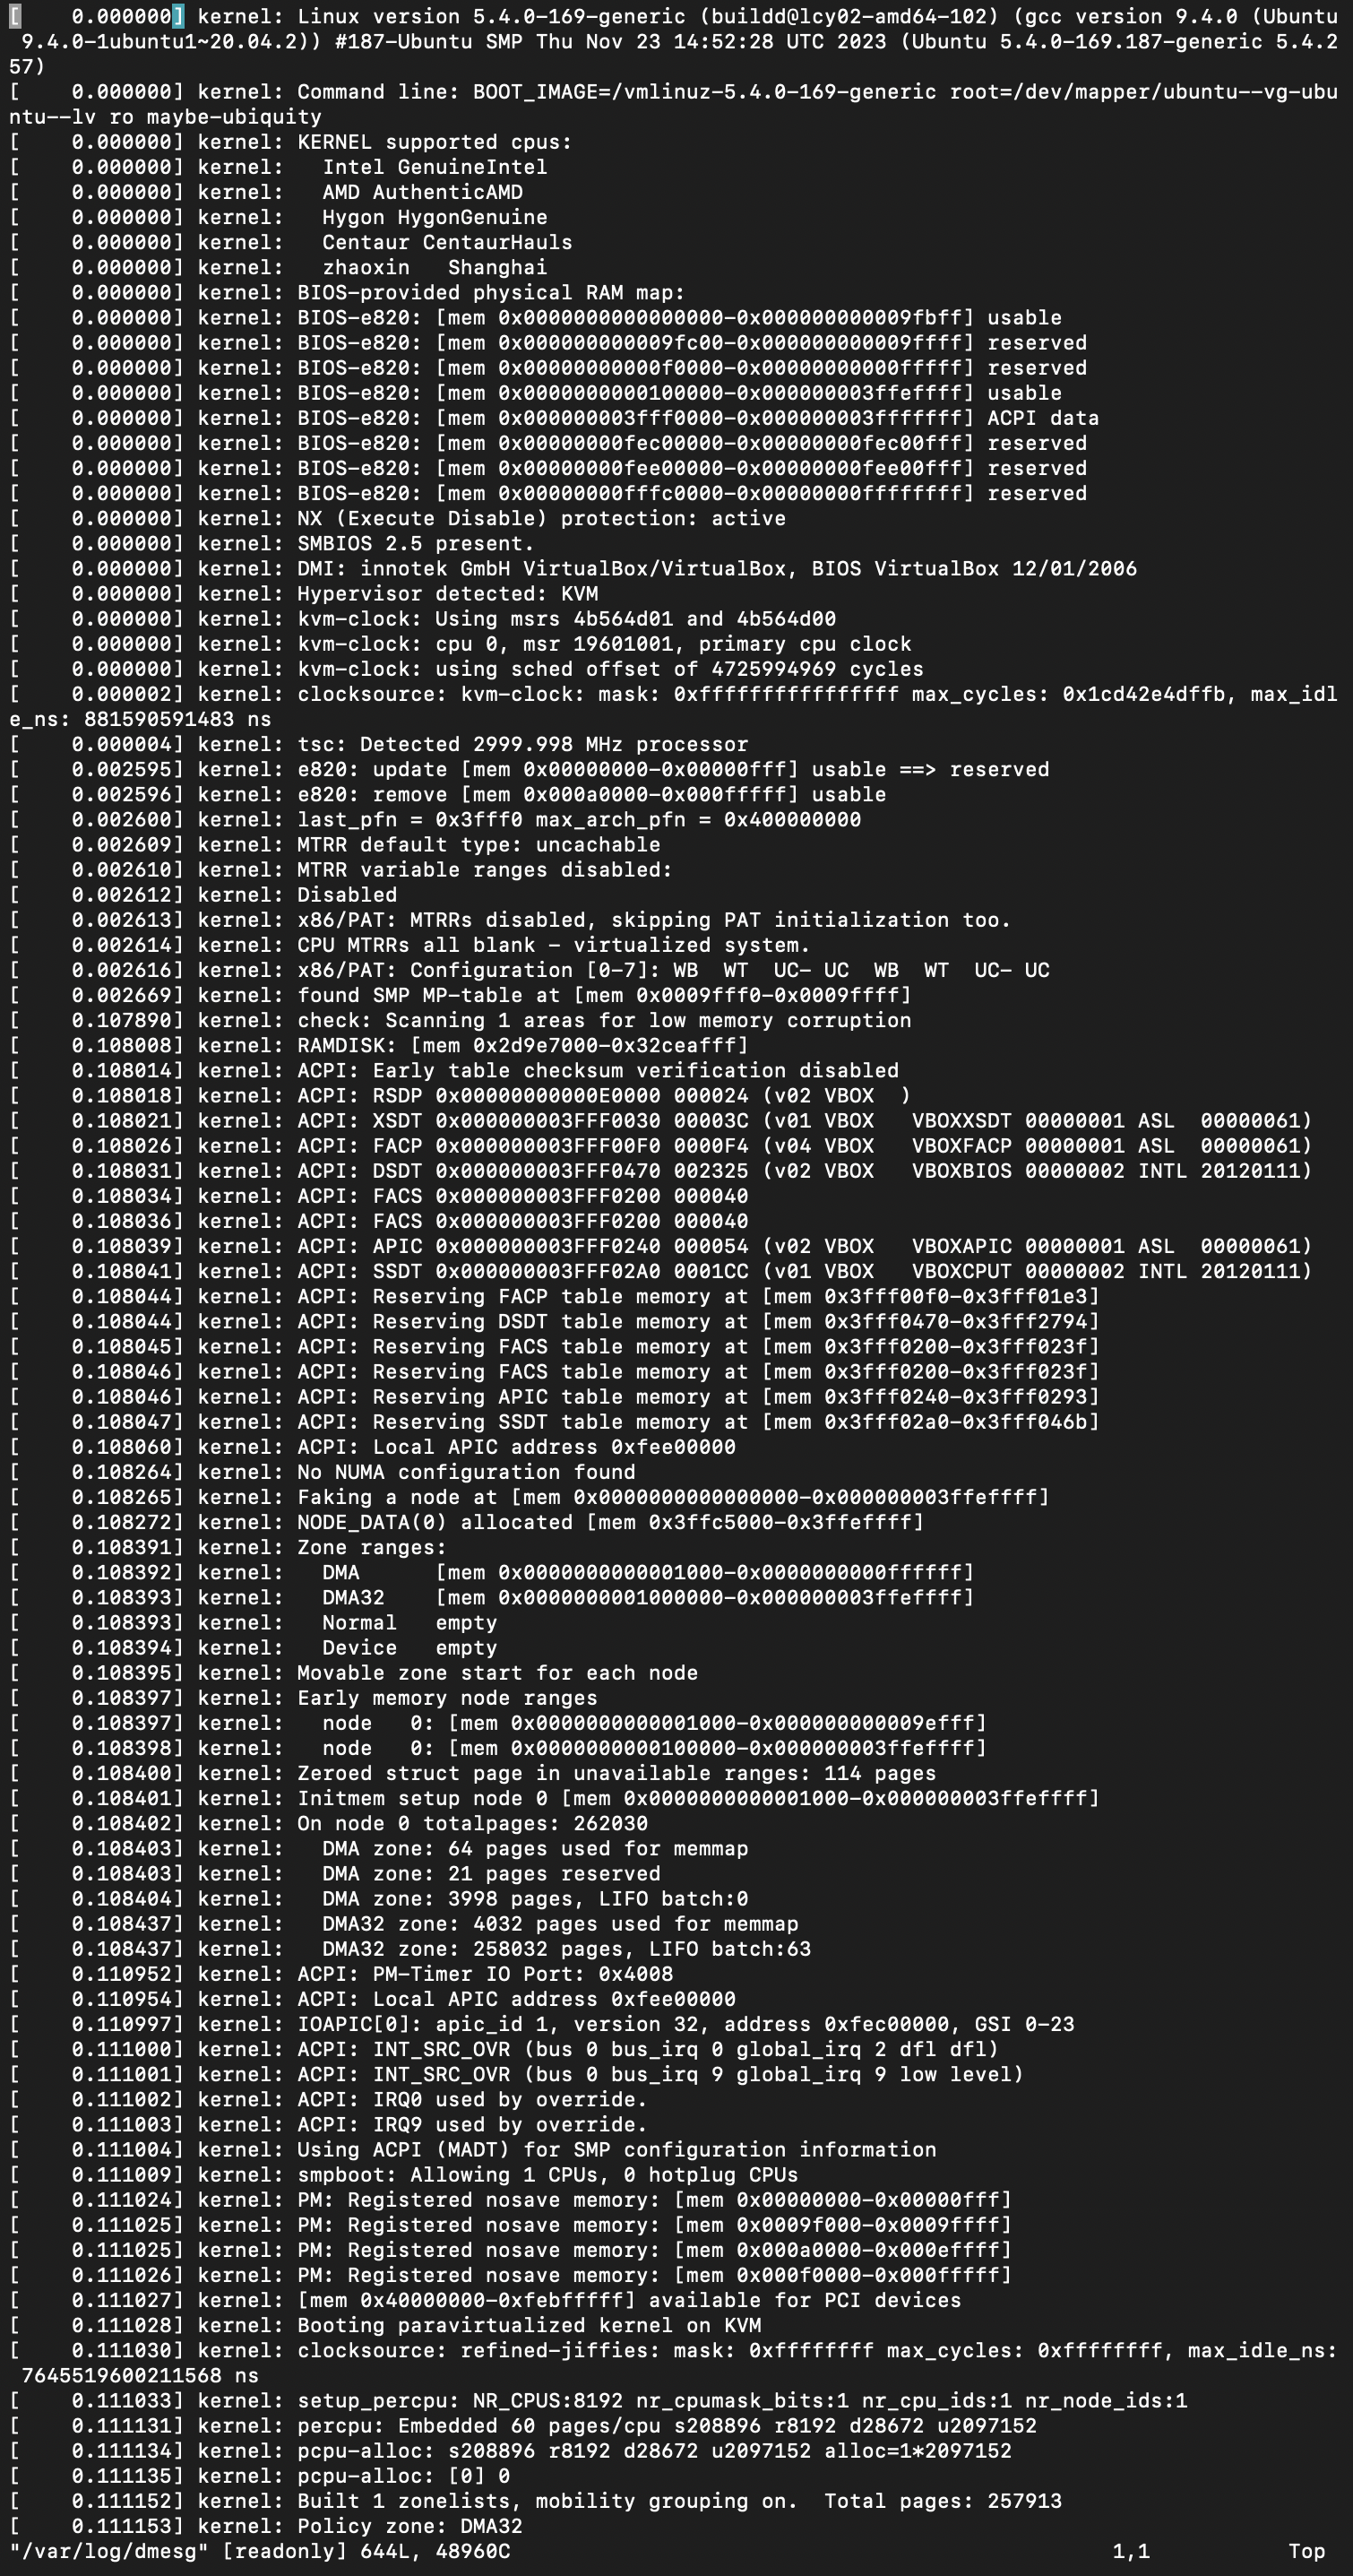 [    0.000000] kernel: Linux version 5.4.0-169-generic (buildd@lcy02-amd64-102) (gcc version 9.4.0 (Ubuntu
 9.4.0-1ubuntu1~20.04.2)) #187-Ubuntu SMP Thu Nov 23 14:52:28 UTC 2023 (Ubuntu 5.4.0-169.187-generic 5.4.2
57)
[    0.000000] kernel: Command line: BOOT_IMAGE=/vmlinuz-5.4.0-169-generic root=/dev/mapper/ubuntu--vg-ubu
ntu--lv ro maybe-ubiquity
[    0.000000] kernel: KERNEL supported cpus:
[    0.000000] kernel:   Intel GenuineIntel
[    0.000000] kernel:   AMD AuthenticAMD
[    0.000000] kernel:   Hygon HygonGenuine
[    0.000000] kernel:   Centaur CentaurHauls
[    0.000000] kernel:   zhaoxin   Shanghai
[    0.000000] kernel: BIOS-provided physical RAM map:
[    0.000000] kernel: BIOS-e820: [mem 0x0000000000000000-0x000000000009fbff] usable
[    0.000000] kernel: BIOS-e820: [mem 0x000000000009fc00-0x000000000009ffff] reserved
[    0.000000] kernel: BIOS-e820: [mem 0x00000000000f0000-0x00000000000fffff] reserved
[    0.000000] kernel: BIOS-e820: [mem 0x0000000000100000-0x000000003ffeffff] usable
[    0.000000] kernel: BIOS-e820: [mem 0x000000003fff0000-0x000000003fffffff] ACPI data
[    0.000000] kernel: BIOS-e820: [mem 0x00000000fec00000-0x00000000fec00fff] reserved
[    0.000000] kernel: BIOS-e820: [mem 0x00000000fee00000-0x00000000fee00fff] reserved
[    0.000000] kernel: BIOS-e820: [mem 0x00000000fffc0000-0x00000000ffffffff] reserved
[    0.000000] kernel: NX (Execute Disable) protection: active
[    0.000000] kernel: SMBIOS 2.5 present.
[    0.000000] kernel: DMI: innotek GmbH VirtualBox/VirtualBox, BIOS VirtualBox 12/01/2006
[    0.000000] kernel: Hypervisor detected: KVM
[    0.000000] kernel: kvm-clock: Using msrs 4b564d01 and 4b564d00
[    0.000000] kernel: kvm-clock: cpu 0, msr 19601001, primary cpu clock
[    0.000000] kernel: kvm-clock: using sched offset of 4725994969 cycles
[    0.000002] kernel: clocksource: kvm-clock: mask: 0xffffffffffffffff max_cycles: 0x1cd42e4dffb, max_idl
e_ns: 881590591483 ns
[    0.000004] kernel: tsc: Detected 2999.998 MHz processor
[    0.002595] kernel: e820: update [mem 0x00000000-0x00000fff] usable ==> reserved
[    0.002596] kernel: e820: remove [mem 0x000a0000-0x000fffff] usable
[    0.002600] kernel: last_pfn = 0x3fff0 max_arch_pfn = 0x400000000
[    0.002609] kernel: MTRR default type: uncachable
[    0.002610] kernel: MTRR variable ranges disabled:
[    0.002612] kernel: Disabled
[    0.002613] kernel: x86/PAT: MTRRs disabled, skipping PAT initialization too.
[    0.002614] kernel: CPU MTRRs all blank - virtualized system.
[    0.002616] kernel: x86/PAT: Configuration [0-7]: WB  WT  UC- UC  WB  WT  UC- UC
[    0.002669] kernel: found SMP MP-table at [mem 0x0009fff0-0x0009ffff]
[    0.107890] kernel: check: Scanning 1 areas for low memory corruption
[    0.108008] kernel: RAMDISK: [mem 0x2d9e7000-0x32ceafff]
[    0.108014] kernel: ACPI: Early table checksum verification disabled
[    0.108018] kernel: ACPI: RSDP 0x00000000000E0000 000024 (v02 VBOX  )
[    0.108021] kernel: ACPI: XSDT 0x000000003FFF0030 00003C (v01 VBOX   VBOXXSDT 00000001 ASL  00000061)
[    0.108026] kernel: ACPI: FACP 0x000000003FFF00F0 0000F4 (v04 VBOX   VBOXFACP 00000001 ASL  00000061)
[    0.108031] kernel: ACPI: DSDT 0x000000003FFF0470 002325 (v02 VBOX   VBOXBIOS 00000002 INTL 20120111)
[    0.108034] kernel: ACPI: FACS 0x000000003FFF0200 000040
[    0.108036] kernel: ACPI: FACS 0x000000003FFF0200 000040
[    0.108039] kernel: ACPI: APIC 0x000000003FFF0240 000054 (v02 VBOX   VBOXAPIC 00000001 ASL  00000061)
[    0.108041] kernel: ACPI: SSDT 0x000000003FFF02A0 0001CC (v01 VBOX   VBOXCPUT 00000002 INTL 20120111)
[    0.108044] kernel: ACPI: Reserving FACP table memory at [mem 0x3fff00f0-0x3fff01e3]
[    0.108044] kernel: ACPI: Reserving DSDT table memory at [mem 0x3fff0470-0x3fff2794]
[    0.108045] kernel: ACPI: Reserving FACS table memory at [mem 0x3fff0200-0x3fff023f]
[    0.108046] kernel: ACPI: Reserving FACS table memory at [mem 0x3fff0200-0x3fff023f]
[    0.108046] kernel: ACPI: Reserving APIC table memory at [mem 0x3fff0240-0x3fff0293]
[    0.108047] kernel: ACPI: Reserving SSDT table memory at [mem 0x3fff02a0-0x3fff046b]
[    0.108060] kernel: ACPI: Local APIC address 0xfee00000
[    0.108264] kernel: No NUMA configuration found
[    0.108265] kernel: Faking a node at [mem 0x0000000000000000-0x000000003ffeffff]
[    0.108272] kernel: NODE_DATA(0) allocated [mem 0x3ffc5000-0x3ffeffff]
[    0.108391] kernel: Zone ranges:
[    0.108392] kernel:   DMA      [mem 0x0000000000001000-0x0000000000ffffff]
[    0.108393] kernel:   DMA32    [mem 0x0000000001000000-0x000000003ffeffff]
[    0.108393] kernel:   Normal   empty
[    0.108394] kernel:   Device   empty
[    0.108395] kernel: Movable zone start for each node
[    0.108397] kernel: Early memory node ranges
[    0.108397] kernel:   node   0: [mem 0x0000000000001000-0x000000000009efff]
[    0.108398] kernel:   node   0: [mem 0x0000000000100000-0x000000003ffeffff]
[    0.108400] kernel: Zeroed struct page in unavailable ranges: 114 pages
[    0.108401] kernel: Initmem setup node 0 [mem 0x0000000000001000-0x000000003ffeffff]
[    0.108402] kernel: On node 0 totalpages: 262030
[    0.108403] kernel:   DMA zone: 64 pages used for memmap
[    0.108403] kernel:   DMA zone: 21 pages reserved
[    0.108404] kernel:   DMA zone: 3998 pages, LIFO batch:0
[    0.108437] kernel:   DMA32 zone: 4032 pages used for memmap
[    0.108437] kernel:   DMA32 zone: 258032 pages, LIFO batch:63
[    0.110952] kernel: ACPI: PM-Timer IO Port: 0x4008
[    0.110954] kernel: ACPI: Local APIC address 0xfee00000
[    0.110997] kernel: IOAPIC[0]: apic_id 1, version 32, address 0xfec00000, GSI 0-23
[    0.111000] kernel: ACPI: INT_SRC_OVR (bus 0 bus_irq 0 global_irq 2 dfl dfl)
[    0.111001] kernel: ACPI: INT_SRC_OVR (bus 0 bus_irq 9 global_irq 9 low level)
[    0.111002] kernel: ACPI: IRQ0 used by override.
[    0.111003] kernel: ACPI: IRQ9 used by override.
[    0.111004] kernel: Using ACPI (MADT) for SMP configuration information
[    0.111009] kernel: smpboot: Allowing 1 CPUs, 0 hotplug CPUs
[    0.111024] kernel: PM: Registered nosave memory: [mem 0x00000000-0x00000fff]
[    0.111025] kernel: PM: Registered nosave memory: [mem 0x0009f000-0x0009ffff]
[    0.111025] kernel: PM: Registered nosave memory: [mem 0x000a0000-0x000effff]
[    0.111026] kernel: PM: Registered nosave memory: [mem 0x000f0000-0x000fffff]
[    0.111027] kernel: [mem 0x40000000-0xfebfffff] available for PCI devices
[    0.111028] kernel: Booting paravirtualized kernel on KVM
[    0.111030] kernel: clocksource: refined-jiffies: mask: 0xffffffff max_cycles: 0xffffffff, max_idle_ns:
 7645519600211568 ns
[    0.111033] kernel: setup_percpu: NR_CPUS:8192 nr_cpumask_bits:1 nr_cpu_ids:1 nr_node_ids:1
[    0.111131] kernel: percpu: Embedded 60 pages/cpu s208896 r8192 d28672 u2097152
[    0.111134] kernel: pcpu-alloc: s208896 r8192 d28672 u2097152 alloc=1*2097152
[    0.111135] kernel: pcpu-alloc: [0] 0
[    0.111152] kernel: Built 1 zonelists, mobility grouping on.  Total pages: 257913
[    0.111153] kernel: Policy zone: DMA32
"/var/log/dmesg" [readonly] 644L, 48960C                                                1,1           Top